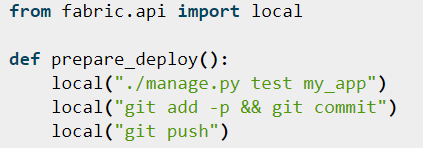 from fabric.api import local
def prepare_deploy():
    local("./manage.py test my_app")
    local("git add -p && git commit")
    local("git push")